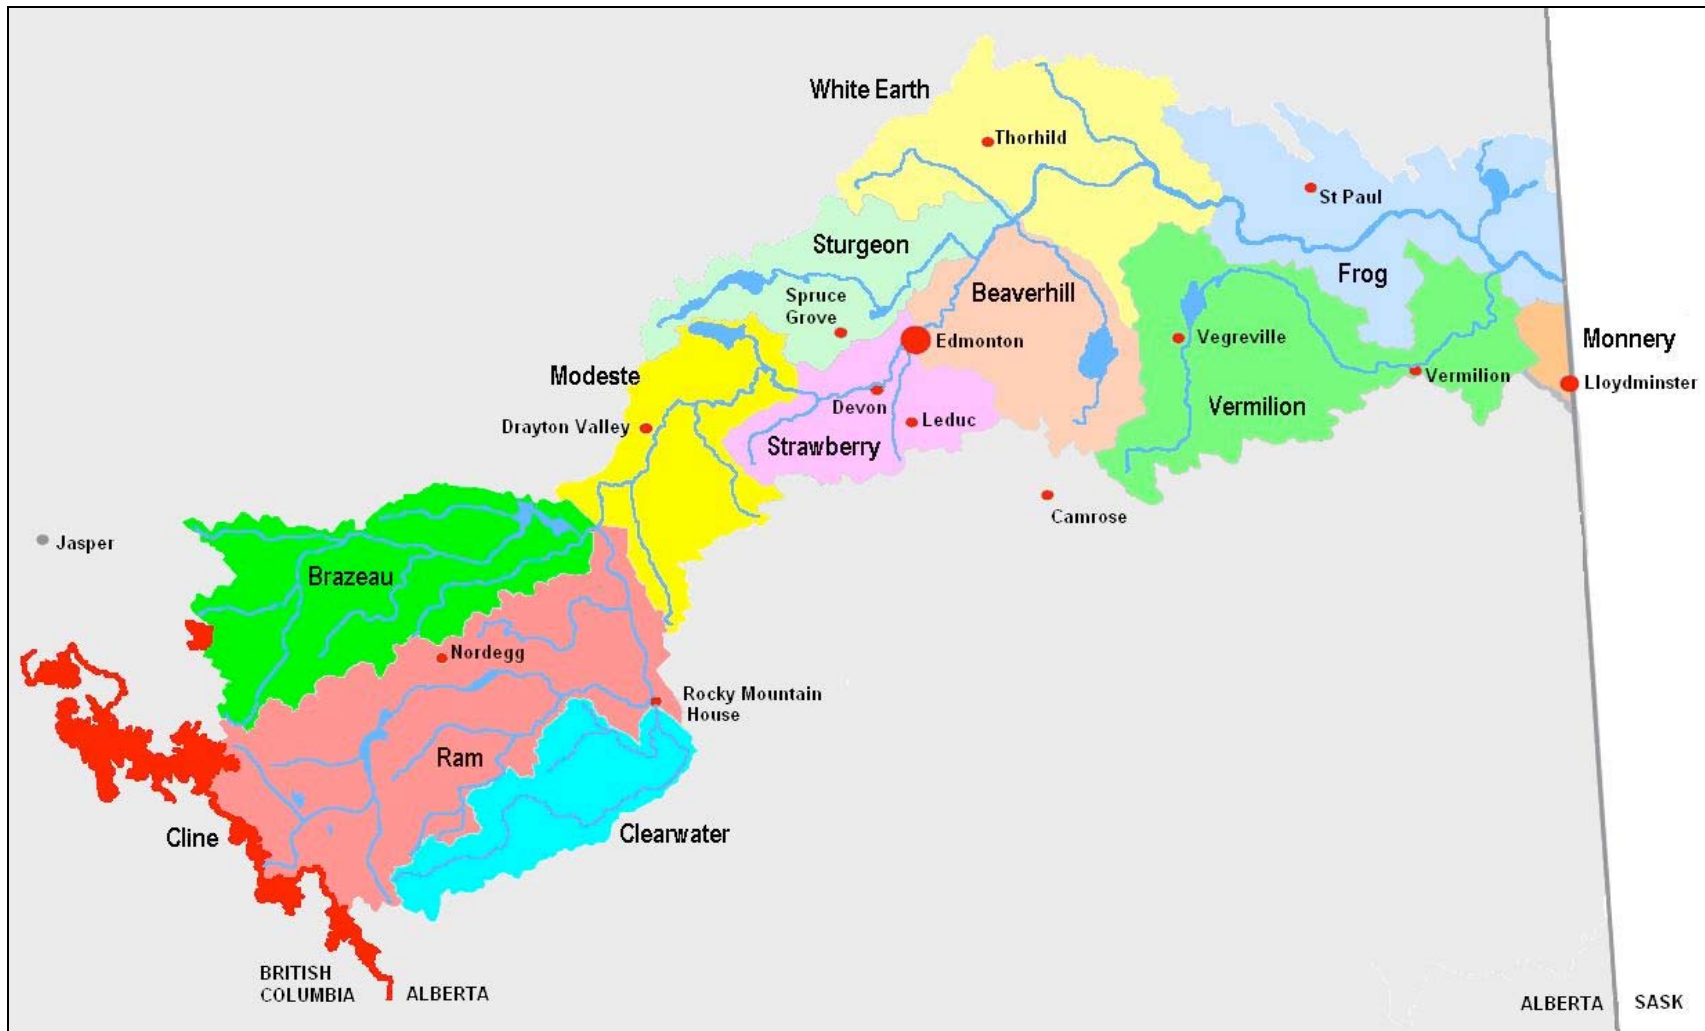 White Earth
Thorhild
St Paul
Sturgeon
Frog
Beaverhill
Spruce
Grove
Edmonton
Vegreville
Monnery
Modeste
Vermilion
Lloydminster
Devon
Vermilion
Drayton Valley
Leduc
Strawberry
Camrose
Jasper
Brazeau
Nordegg
Rocky Mountain
House
Ram
Cline
Clearwater
BRITISH
COLUMBIA
ALBERTA
ALBERTA
SASK